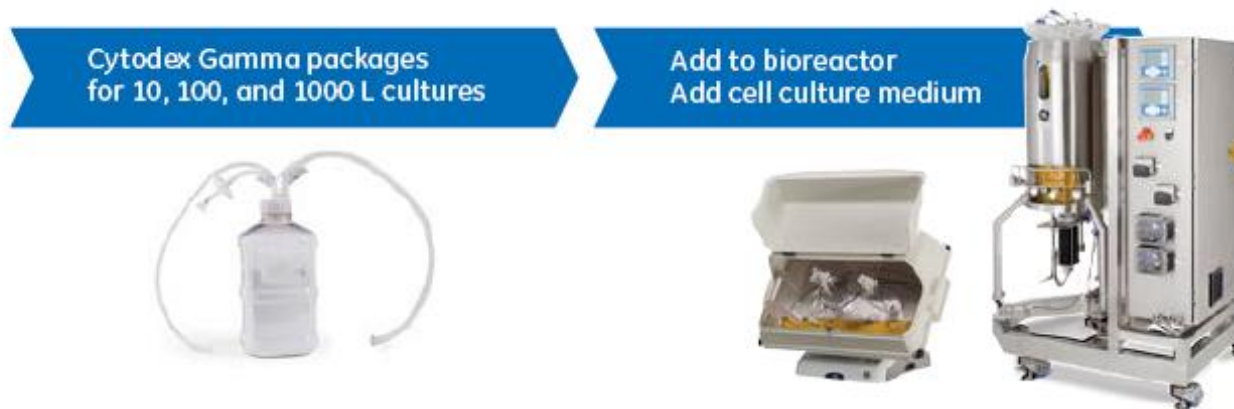 Cytodex Gamma packages
for 10, 100, and 1000 L cultures
Add to bioreactor
Add cell culture medium